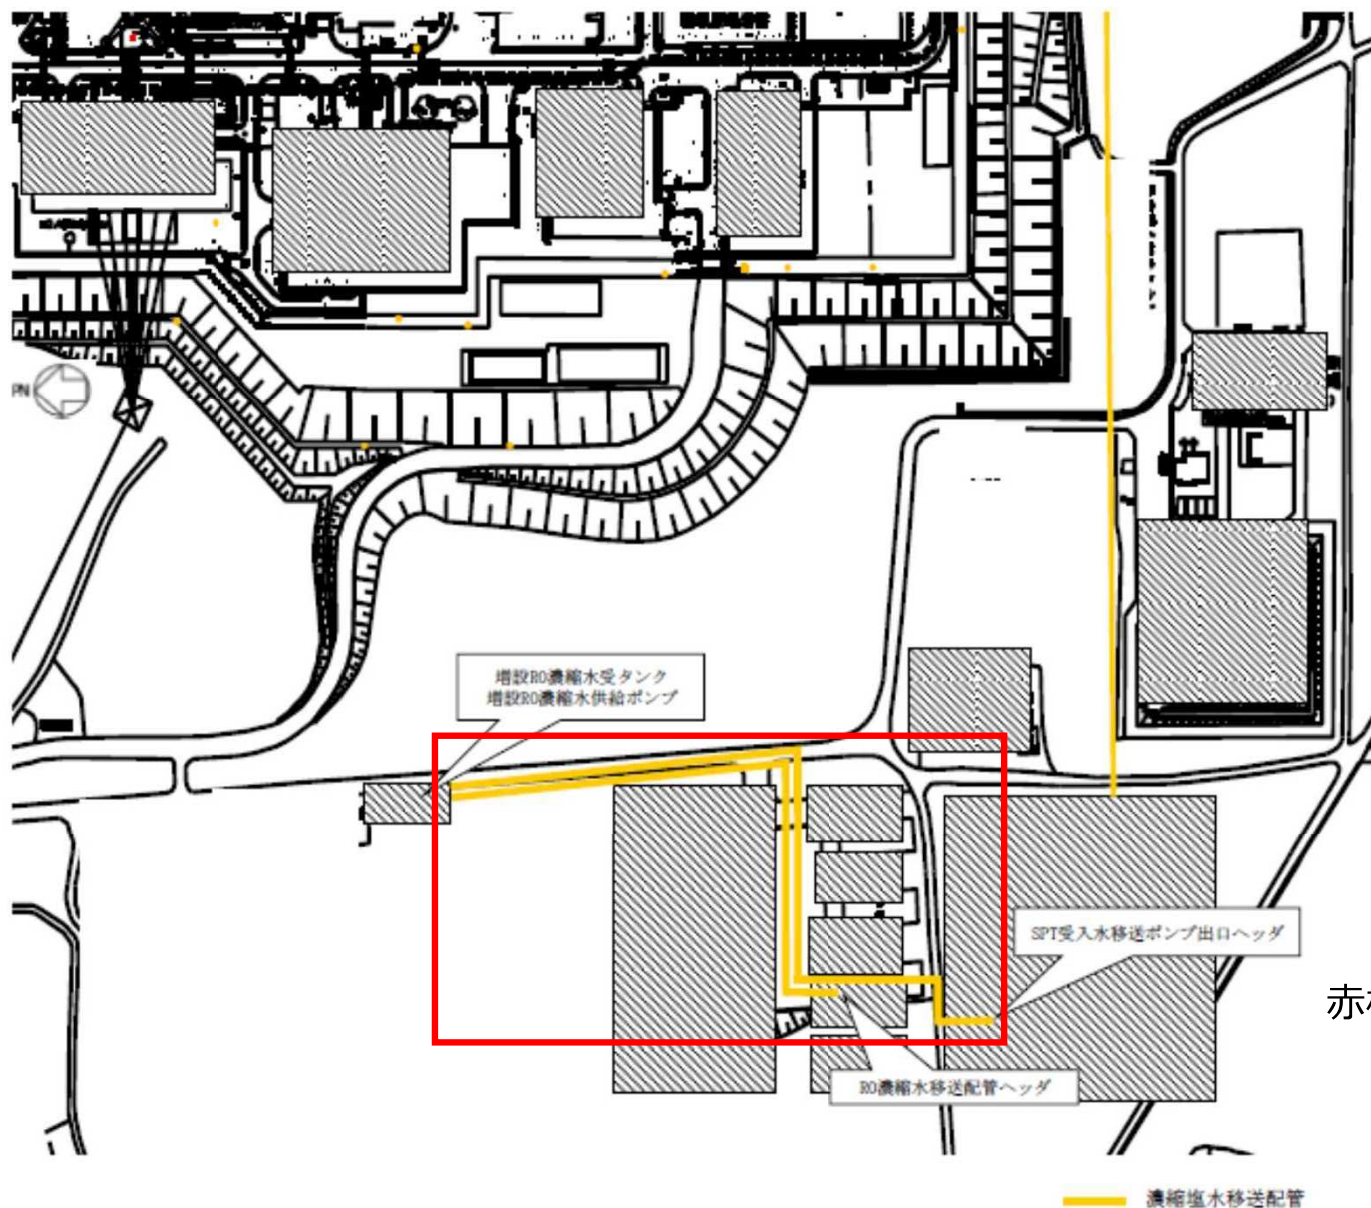 PN
増設RO濃縮水受タンク
増設RO濃縮水供給ポンプ
SPT受入水移送ポンプ出口ヘッダ
赤
RO濃縮水移送配管ヘッダ
濃縮塩水移送配管